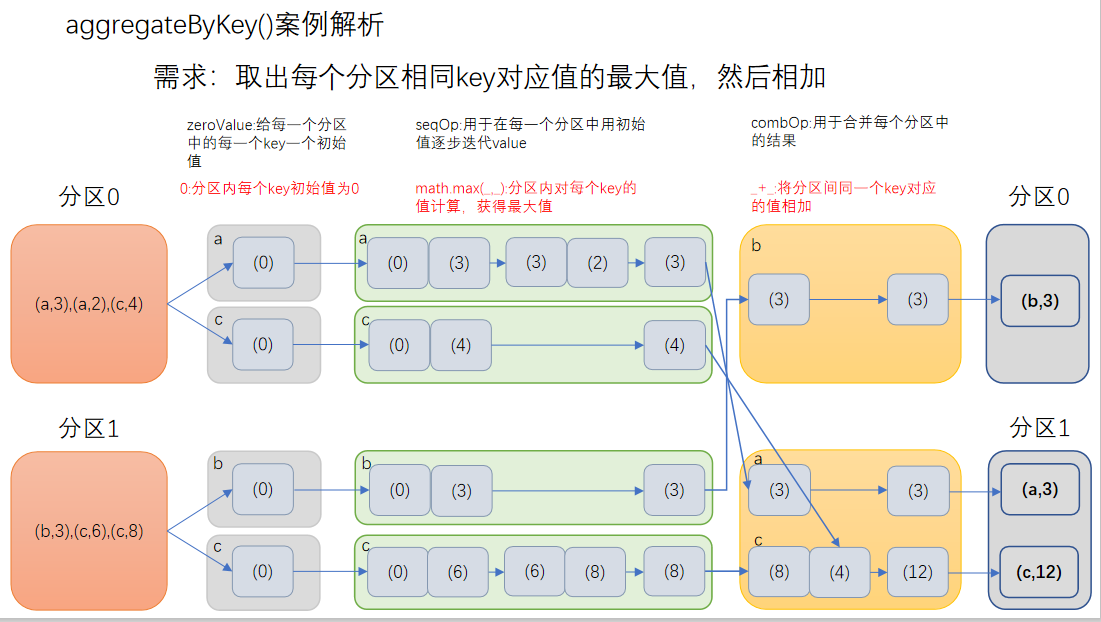 aggregateByKey()案例解析
需求：取出每个分区相同key对应值的最大值，然后相加
zeroValue:给每一个分区
中的每一个key一个初始
值
0:分区内每个key初始值为0
seqOp:用于在每一个分区中用初始
值逐步迭代value
math.max(_,_):分区内对每个key的
值计算，获得最大值
combOp:用于合并每个分区中
的结果
_+_:将分区间同一个key对应
的值相加
分区0
分区0
(a,3),(a,2),(c,4)
a
(0)
a
(0)
(3)
(3)
(2)
(3)
c
(0)
c
(0)
(4)
(4)
b
(3)
(3)
(b,3)
分区1
分区1
(b,3),(c,6),(c,8)
b
(0)
b
(0)
(3)
(3)
c
(0)
c
(0)
(6)
(6)
(8)
(8)
a
(3)
(3)
(a,3)
c
(8)
(4)
(12)
(c,12)